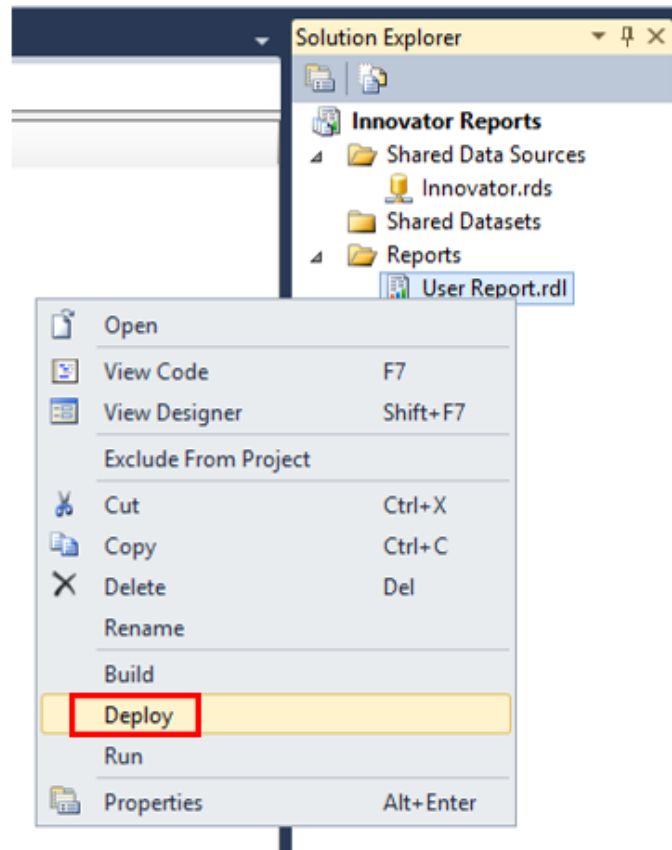 Solution Explorer
Innovator Reports
Shared Data Sources
Innovator.rds
Shared Datasets
Reports
User Report.rdl
Open
View Code F7
View Designer Shift+F7
Exclude From Project
Cut Ctrl+X
Copy Ctrl+C
Delete Del
Rename
Build
Deploy
Run
Properties Alt+Enter